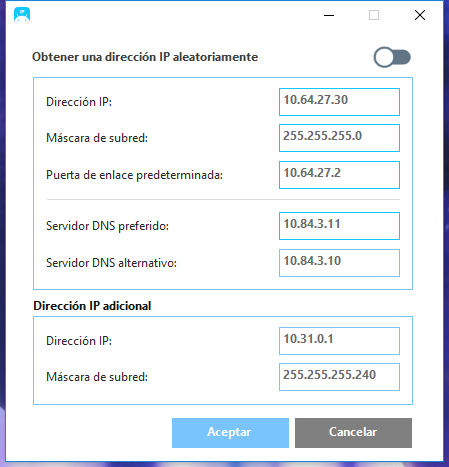 IP
Obtener una dirección IP aleatoriamente
Dirección IP: 10.64.27.30
Máscara de subred: 255.255.255.0
Puerta de enlace predeterminada: 10.64.27.2
Servidor DNS preferido: 10.84.3.11
Servidor DNS alternativo: 10.84.3.10
Dirección IP adicional
Dirección IP: 10.31.0.1
Máscara de subred: 255.255.255.240
Aceptar Cancelar